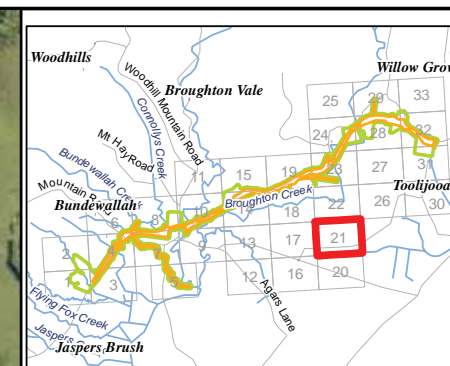 Woodhills
Willow Grov
Woodhill Mountain Road
Broughton Vale
Connollys Creek
25
29
33
Mt Hay Road
24
28
32
11
15
19
23
27
31
Bundewallah Creek
Mountain Road
Broughton Creek
Toolijooa
Bundewallah
6
8
10
14
18
22
26
30
2
9
13
17
21
1
3
12
16
20
Agars Lane
Flying Fox Creek
Jaspers
Jaspers Brush